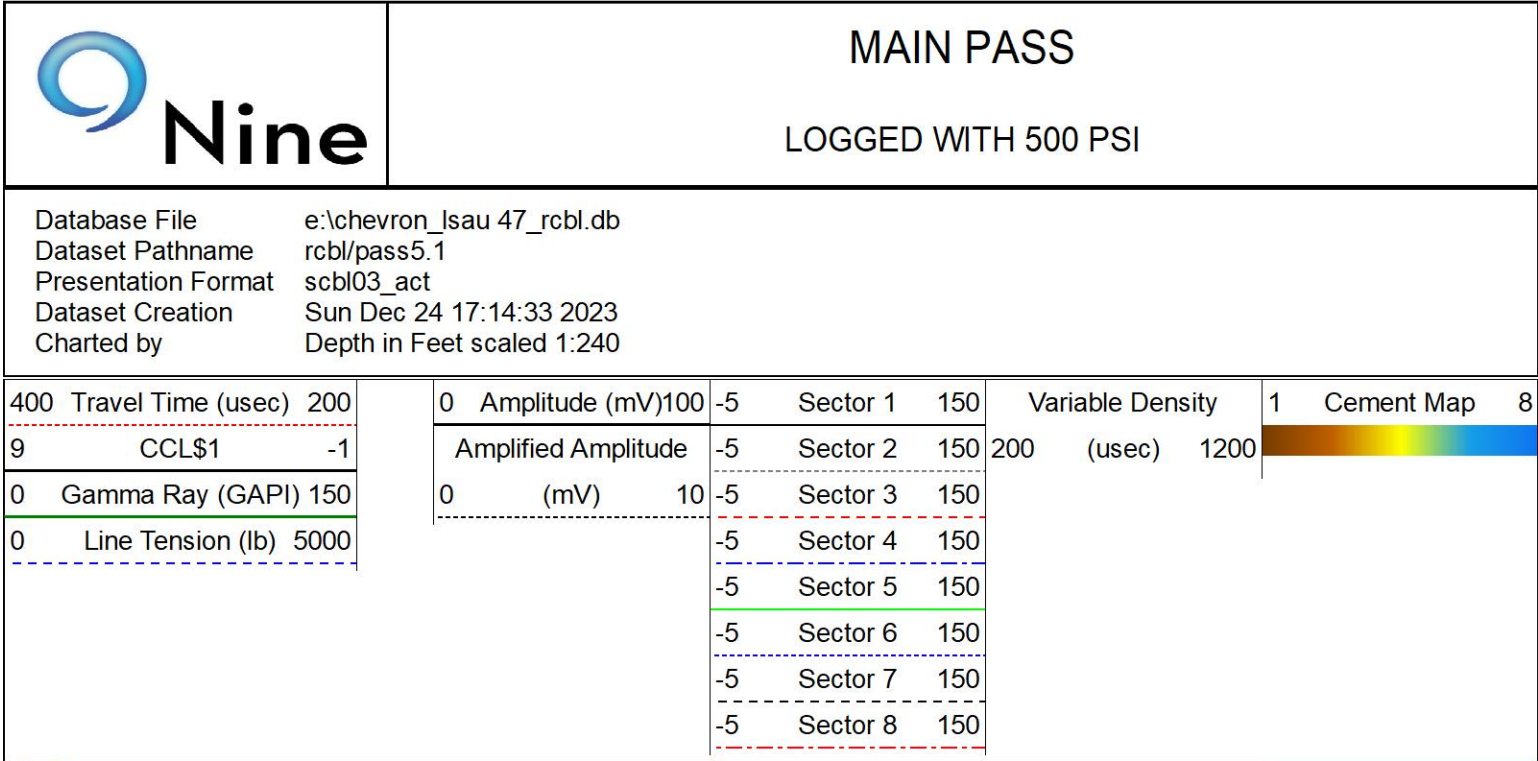 Nine
MAIN PASS
LOGGED WITH 500 PSI
Database File e:\chevron_lsau 47_rcbl.db
Dataset Pathname rcbl/pass5.1
Presentation Format scbl03_act
Dataset Creation Sun Dec 24 17:14:33 2023
Charted by Depth in Feet scaled 1:240
400 Travel Time (usec) 200
9 CCL$1 -1
0 Gamma Ray (GAPI) 150
0 Line Tension (lb) 5000
0 Amplitude (mV)100
Amplified Amplitude
0 (mV) 10
-5 Sector 1 150
-5 Sector 2 150
-5 Sector 3 150
-5 Sector 4 150
-5 Sector 5 150
-5 Sector 6 150
-5 Sector 7 150
-5 Sector 8 150
Variable Density
200 (usec) 1200
1 Cement Map 8